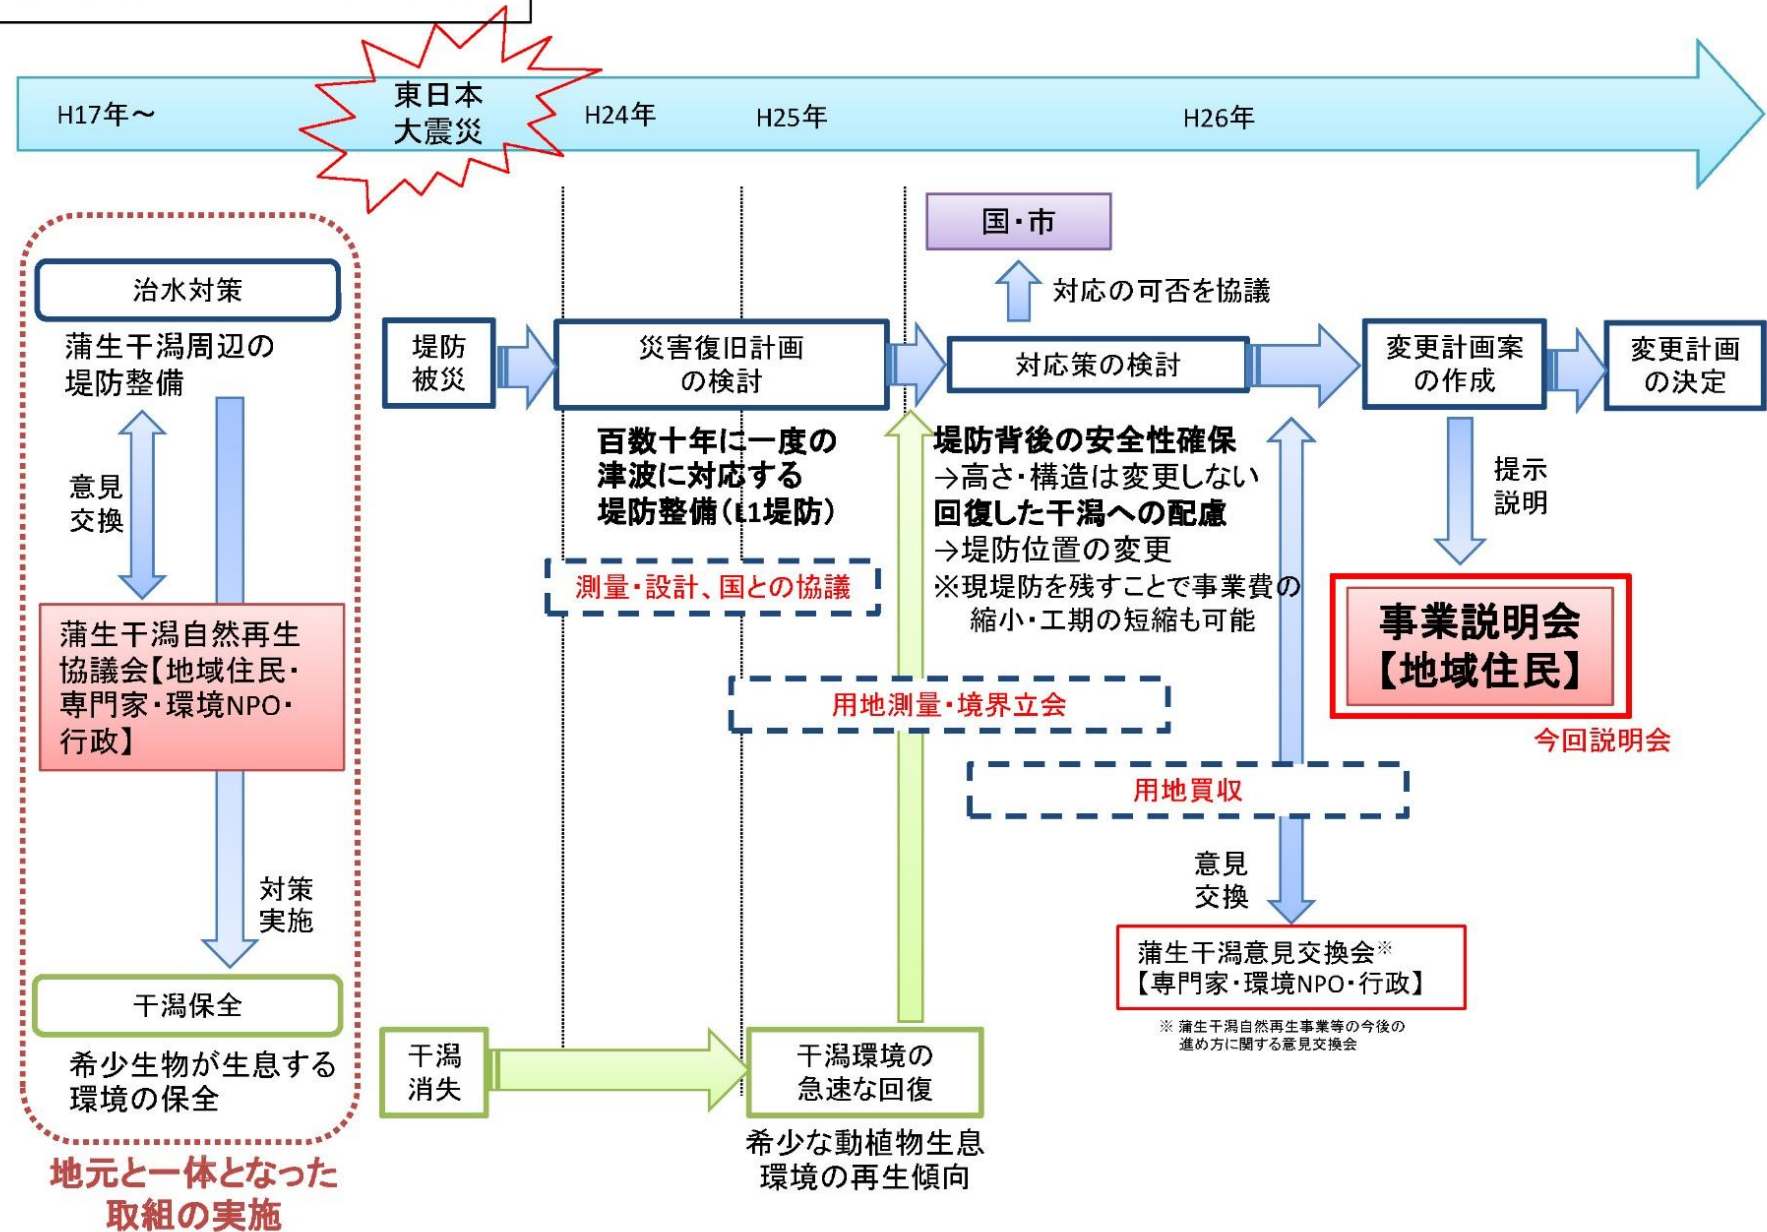 H17年～
東日本
大震災
H24年
H25年
H26年
治水対策
蒲生干潟周辺の
堤防整備
意見
交換
蒲生干潟自然再生
協議会【地域住民・
専門家・環境NPO・
行政】
対策
実施
干潟保全
希少生物が生息する
環境の保全
地元と一体となった
取組の実施
国・市
対応の可否を協議
堤防
被災
災害復旧計画
の検討
対応策の検討
変更計画案
の作成
変更計画
の決定
百数十年に一度の
津波に対応する
堤防整備（L1堤防）
堤防背後の安全性確保
→高さ・構造は変更しない
回復した干潟への配慮
→堤防位置の変更
※現堤防を残すことで事業費の
縮小・工期の短縮も可能
提示
説明
測量・設計、国との協議
事業説明会
【地域住民】
今回説明会
用地測量・境界立会
用地買収
意見
交換
蒲生干潟意見交換会※
【専門家・環境NPO・行政】
※ 蒲生干潟自然再生事業等の今後の
進め方に関する意見交換会
干潟
消失
干潟環境の
急速な回復
希少な動植物生息
環境の再生傾向